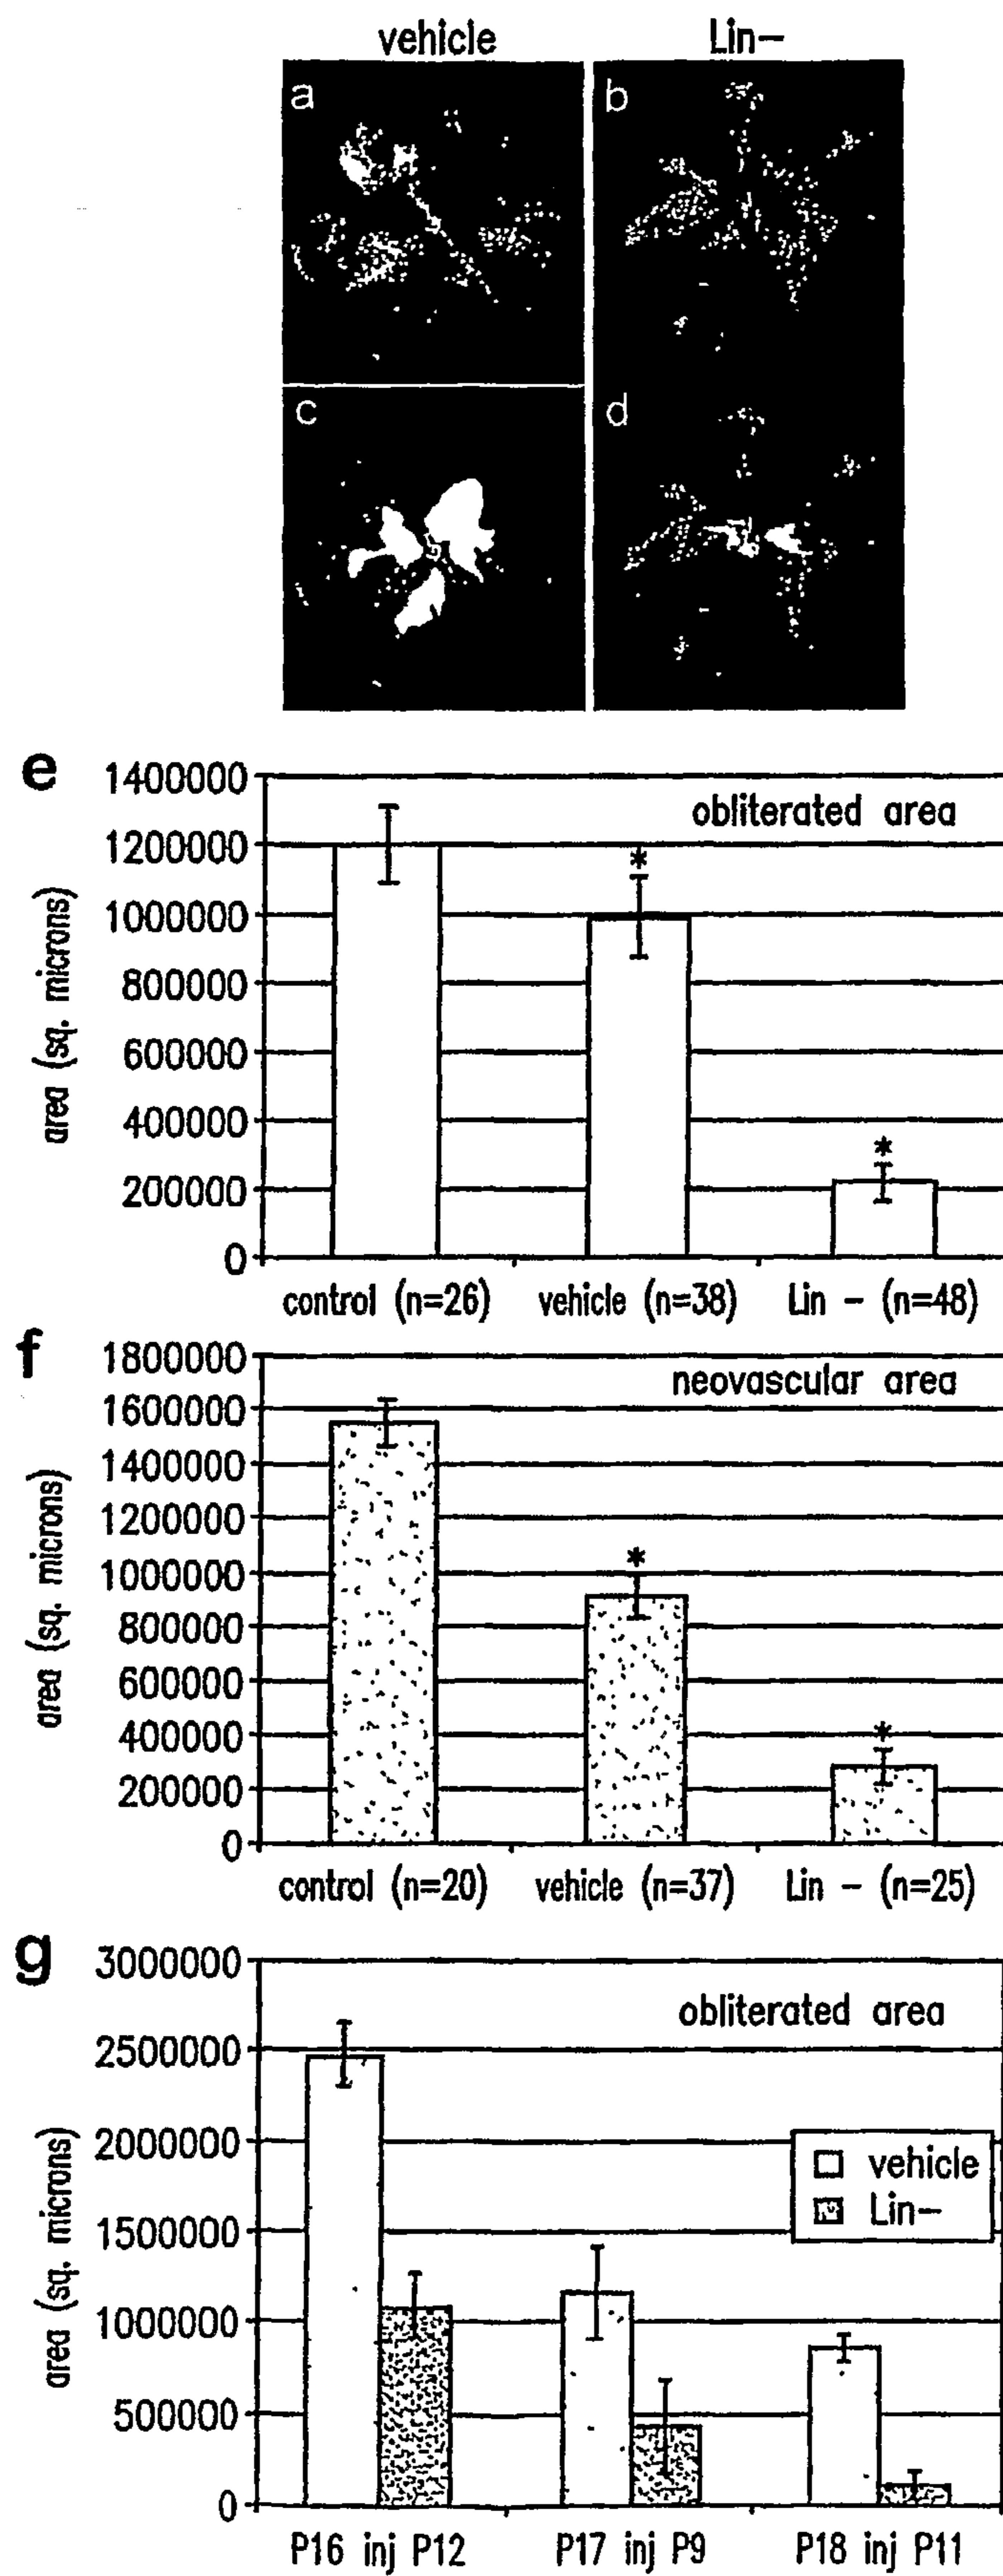 vehicle Lin-
a b
c d
e
obliterated area
area (sq. microns)
1400000
1200000
1000000
800000
600000
400000
200000
0
*
*
control (n=26) vehicle (n=38) Lin - (n=48)
f
neovascular area
area (sq. microns)
1800000
1600000
1400000
1200000
1000000
800000
600000
400000
200000
0
*
*
control (n=20) vehicle (n=37) Lin - (n=25)
g
obliterated area
area (sq. microns)
3000000
2500000
2000000
1500000
1000000
500000
0
vehicle
Lin-
P16 inj P12 P17 inj P9 P18 inj P11